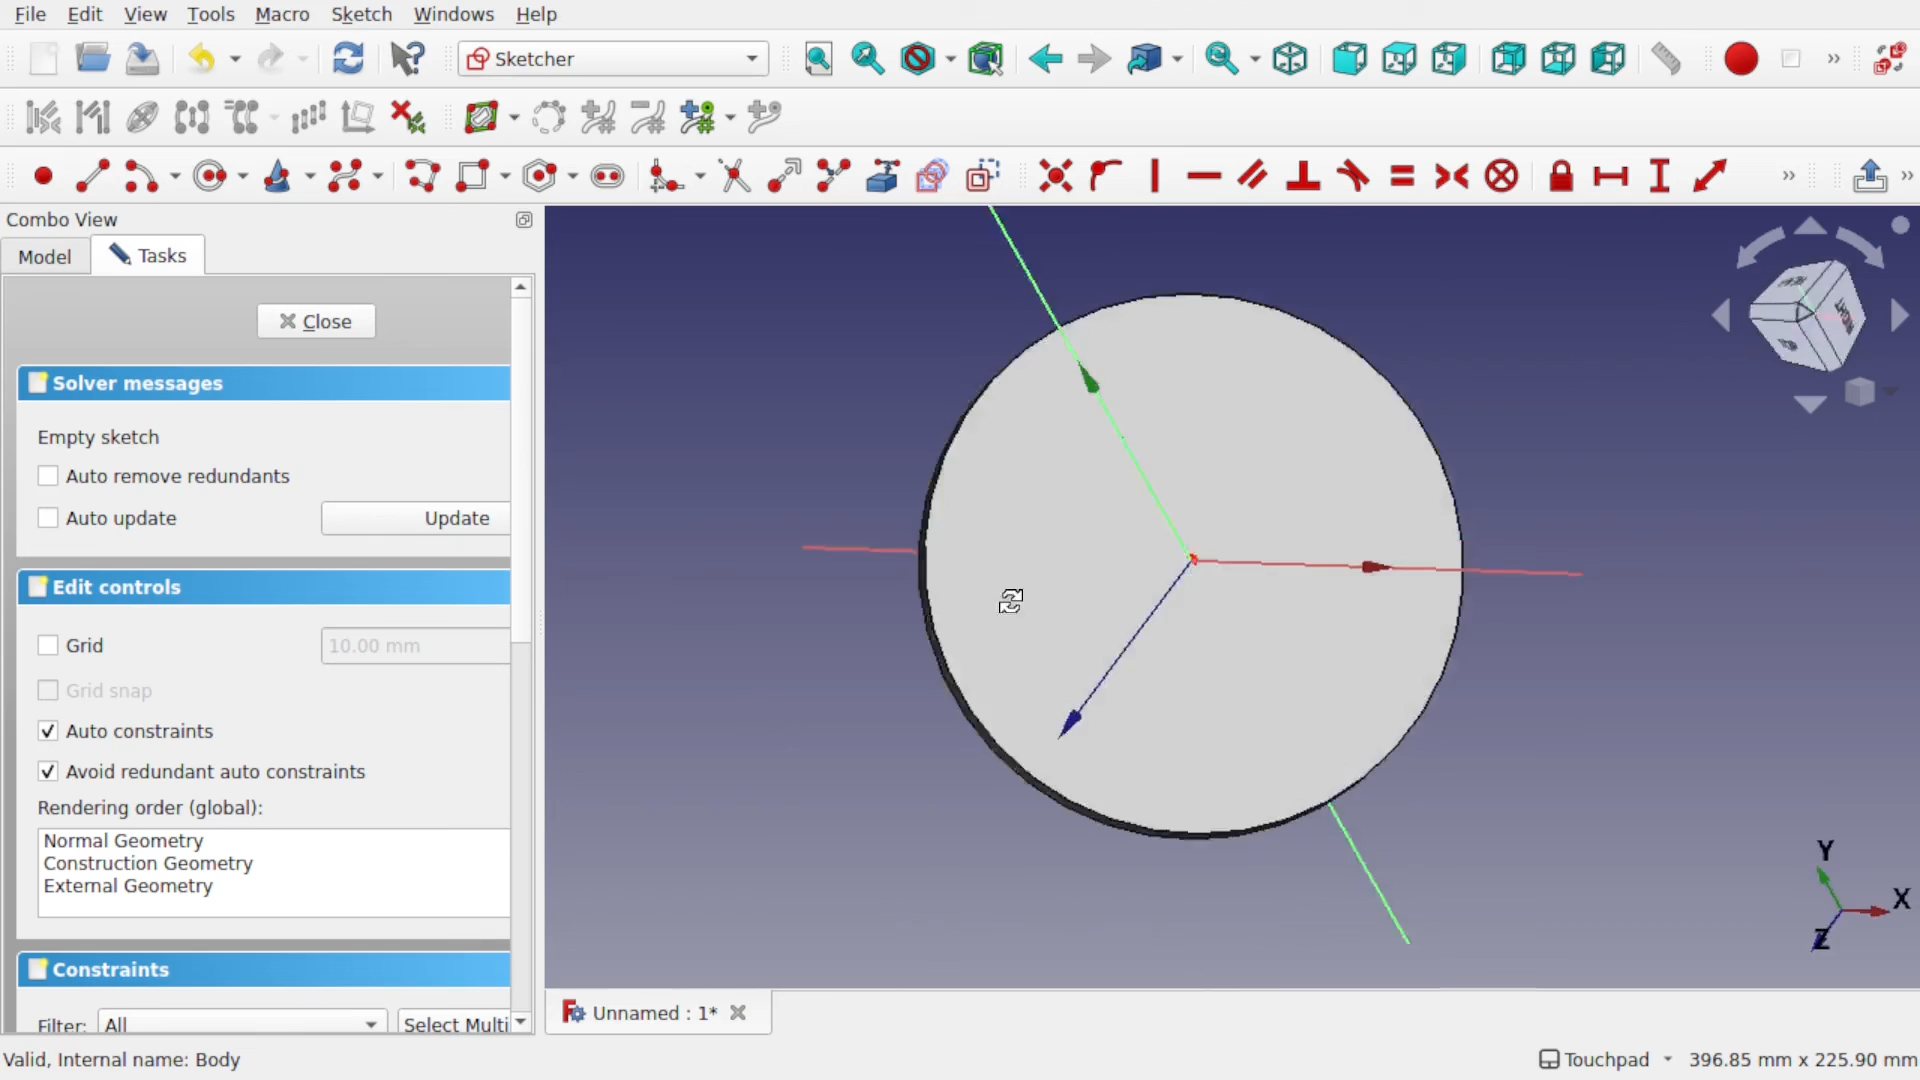 File Edit View Tools Macro Sketch Windows Help
Sketcher
Combo View
Model Tasks
Close
Solver messages
Empty sketch
Auto remove redundants
Auto update Update
Edit controls
Grid 10.00 mm
Grid snap
Auto constraints
Avoid redundant auto constraints
Rendering order (global):
Normal Geometry
Construction Geometry
External Geometry
Constraints
Filter: All Select Multi
Y
X
Z
Unnamed : 1*
Valid, Internal name: Body Touchpad 396.85 mm x 225.90 mm